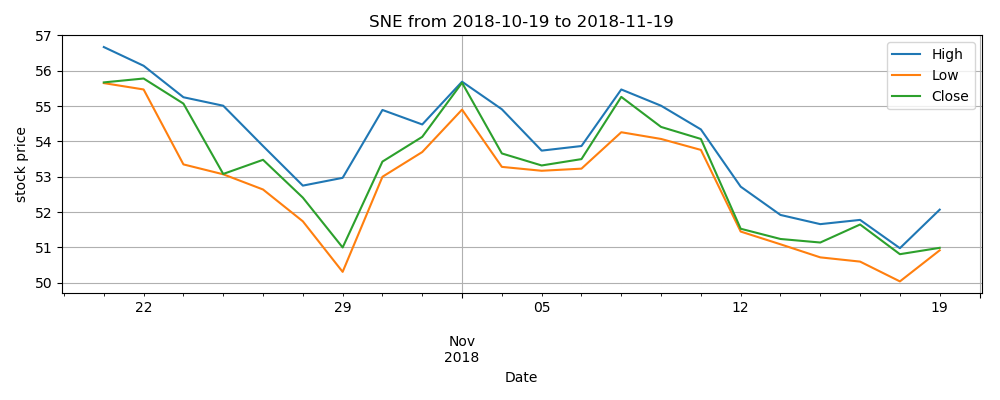 SNE from 2018-10-19 to 2018-11-19
57
56
55
54
53
52
51
50
stock price
High
Low
Close
22
29
05
12
19
Nov
2018
Date